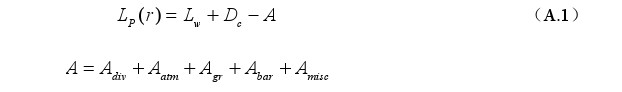 L_P(r) = L_w + D_c − A （A.1）
A = A_div + A_atm + A_gr + A_bar + A_misc